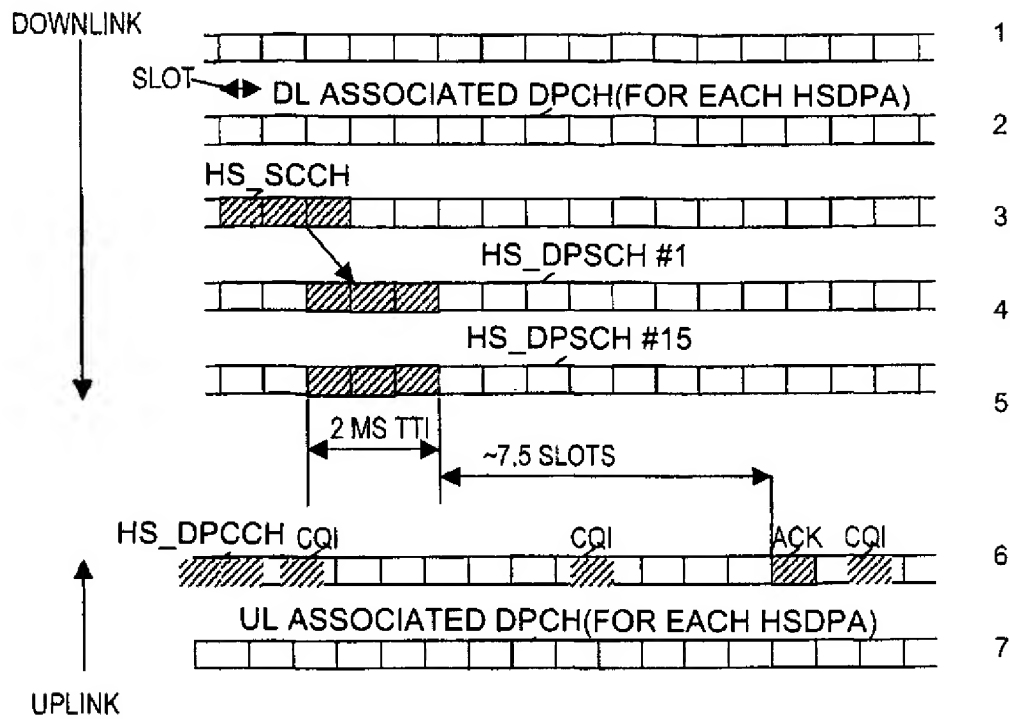 DOWNLINK
1
SLOT
DL ASSOCIATED DPCH(FOR EACH HSDPA)
2
HS_SCCH
3
HS_DPSCH #1
4
HS_DPSCH #15
5
2 MS TTI
~7.5 SLOTS
HS_DPCCH CQI CQI ACK CQI
6
UL ASSOCIATED DPCH(FOR EACH HSDPA)
7
UPLINK